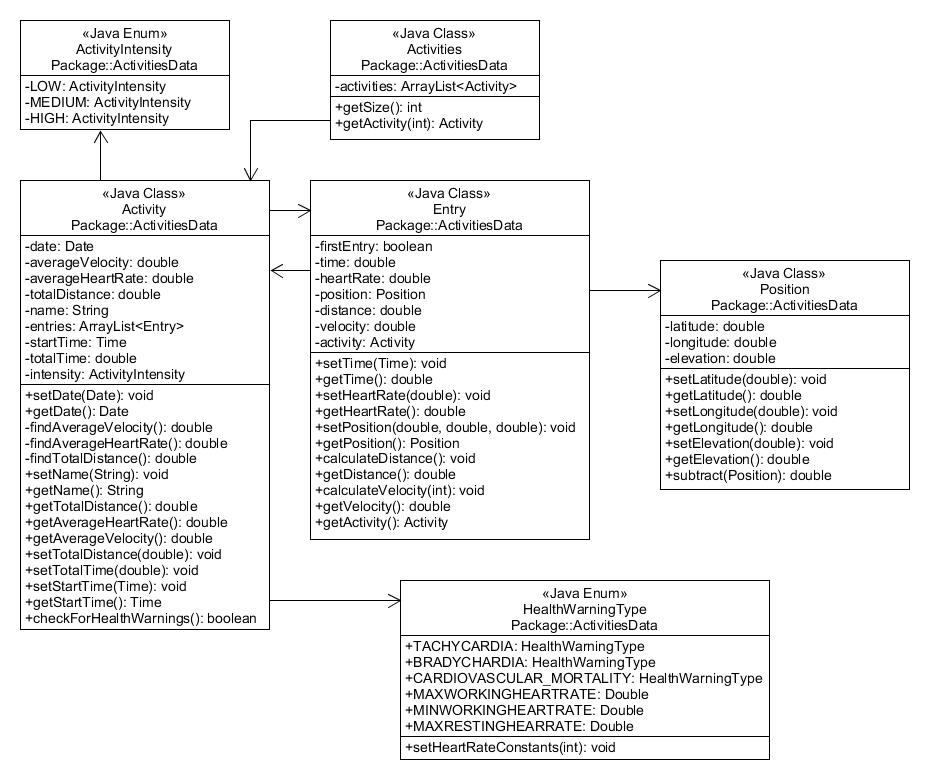 «Java Enum»
ActivityIntensity
Package::ActivitiesData
-LOW: ActivityIntensity
-MEDIUM: ActivityIntensity
-HIGH: ActivityIntensity
«Java Class»
Activities
Package::ActivitiesData
-activities: ArrayList<Activity>
+getSize(): int
+getActivity(int): Activity
«Java Class»
Activity
Package::ActivitiesData
-date: Date
-averageVelocity: double
-averageHeartRate: double
-totalDistance: double
-name: String
-entries: ArrayList<Entry>
-startTime: Time
-totalTime: double
-intensity: ActivityIntensity
+setDate(Date): void
+getDate(): Date
-findAverageVelocity(): double
-findAverageHeartRate(): double
-findTotalDistance(): double
+setName(String): void
+getName(): String
+getTotalDistance(): double
+getAverageHeartRate(): double
+getAverageVelocity(): double
+setTotalDistance(double): void
+setTotalTime(double): void
+setStartTime(Time): void
+getStartTime(): Time
+checkForHealthWarnings(): boolean
«Java Class»
Entry
Package::ActivitiesData
-firstEntry: boolean
-time: double
-heartRate: double
-position: Position
-distance: double
-velocity: double
-activity: Activity
+setTime(Time): void
+getTime(): double
+setHeartRate(double): void
+getHeartRate(): double
+setPosition(double, double, double): void
+getPosition(): Position
+calculateDistance(): void
+getDistance(): double
+calculateVelocity(int): void
+getVelocity(): double
+getActivity(): Activity
«Java Class»
Position
Package::ActivitiesData
-latitude: double
-longitude: double
-elevation: double
+setLatitude(double): void
+getLatitude(): double
+setLongitude(double): void
+getLongitude(): double
+setElevation(double): void
+getElevation(): double
+subtract(Position): double
«Java Enum»
HealthWarningType
Package::ActivitiesData
+TACHYCARDIA: HealthWarningType
+BRADYCHARDIA: HealthWarningType
+CARDIOVASCULAR_MORTALITY: HealthWarningType
+MAXWORKINGHEARTRATE: Double
+MINWORKINGHEARTRATE: Double
+MAXRESTINGHEARRATE: Double
+setHeartRateConstants(int): void